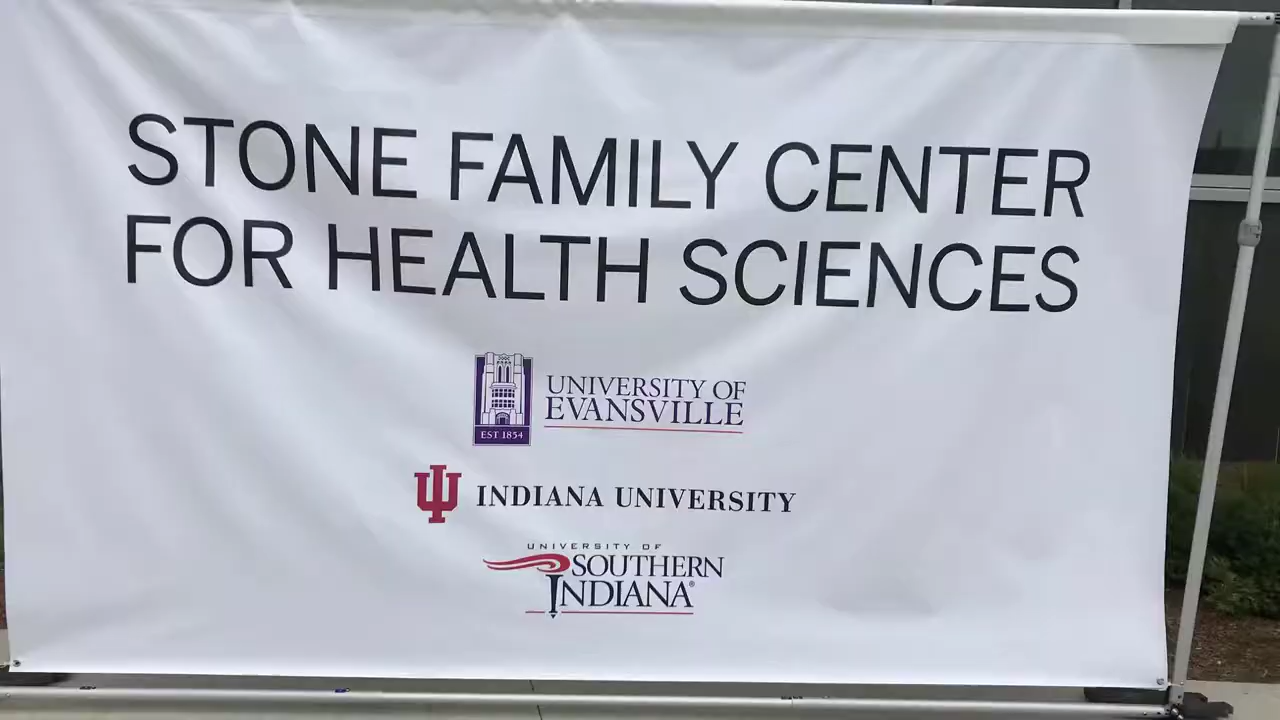 STONE FAMILY CENTER
FOR HEALTH SCIENCES
EST 1854
UNIVERSITY OF
EVANSVILLE
INDIANA UNIVERSITY
UNIVERSITY OF
SOUTHERN
INDIANA®